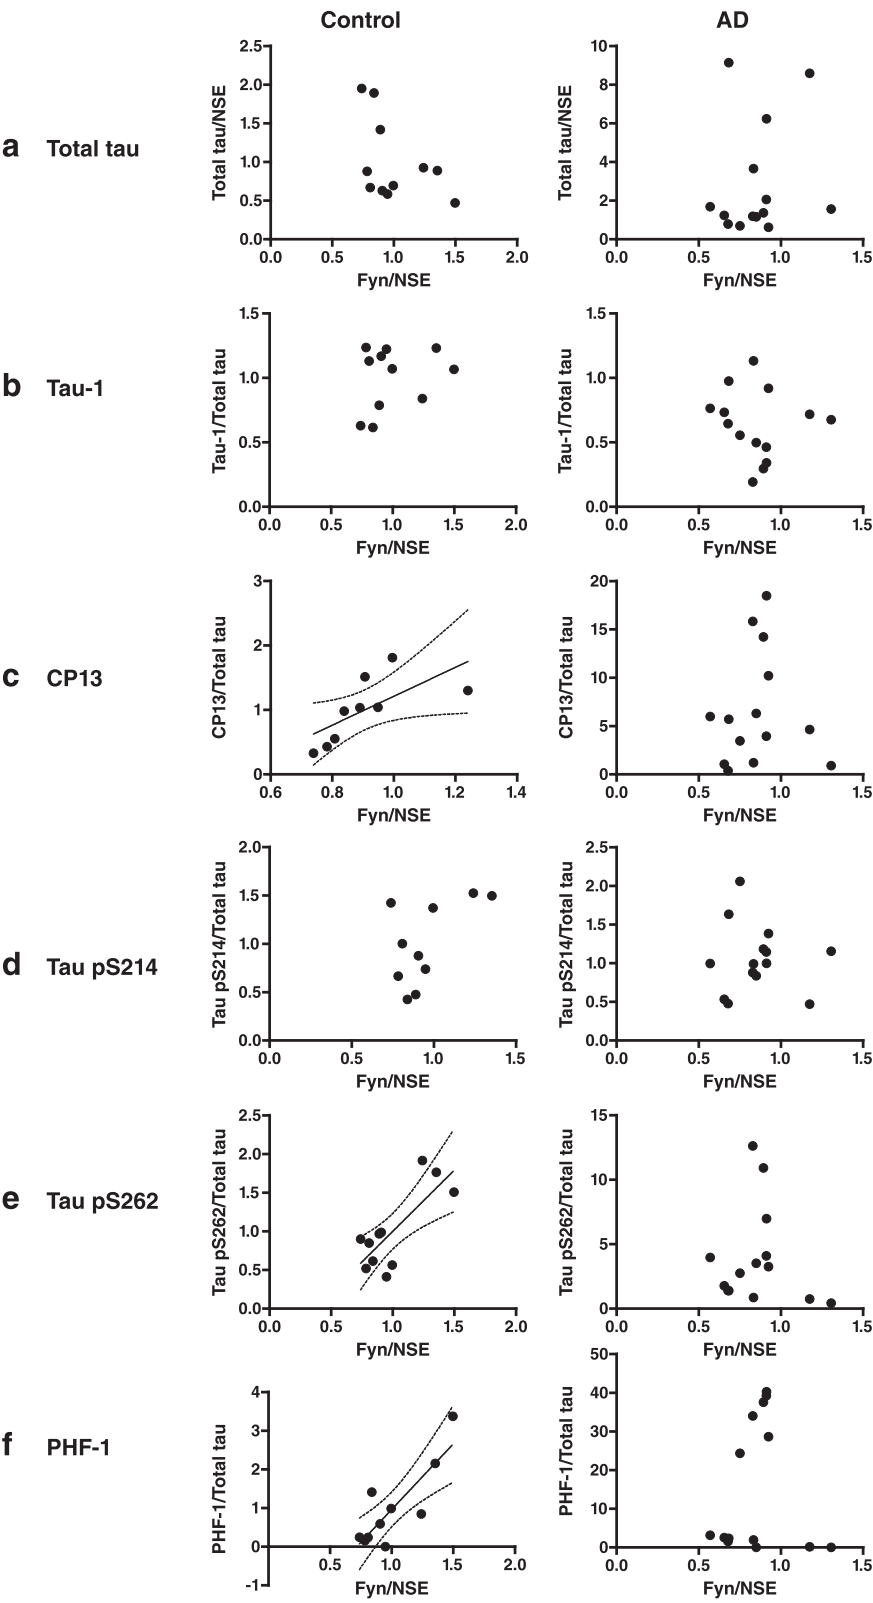 Control AD
a Total tau
Total tau/NSE
2.5
2.0
1.5
1.0
0.5
0.0
0.0 0.5 1.0 1.5 2.0
Fyn/NSE
Total tau/NSE
10
8
6
4
2
0
0.0 0.5 1.0 1.5
Fyn/NSE
b Tau-1
Tau-1/Total tau
1.5
1.0
0.5
0.0
0.0 0.5 1.0 1.5 2.0
Fyn/NSE
Tau-1/Total tau
1.5
1.0
0.5
0.0
0.0 0.5 1.0 1.5
Fyn/NSE
c CP13
CP13/Total tau
3
2
1
0
0.6 0.8 1.0 1.2 1.4
Fyn/NSE
CP13/Total tau
20
15
10
5
0
0.0 0.5 1.0 1.5
Fyn/NSE
d Tau pS214
Tau pS214/Total tau
2.0
1.5
1.0
0.5
0.0
0.0 0.5 1.0 1.5
Fyn/NSE
Tau pS214/Total tau
2.5
2.0
1.5
1.0
0.5
0.0
0.0 0.5 1.0 1.5
Fyn/NSE
e Tau pS262
Tau pS262/Total tau
2.5
2.0
1.5
1.0
0.5
0.0
0.0 0.5 1.0 1.5 2.0
Fyn/NSE
Tau pS262/Total tau
15
10
5
0
0.0 0.5 1.0 1.5
Fyn/NSE
f PHF-1
PHF-1/Total tau
4
3
2
1
0
-1
0.5 1.0 1.5 2.0
Fyn/NSE
PHF-1/Total tau
50
40
30
20
10
0
0.0 0.5 1.0 1.5
Fyn/NSE